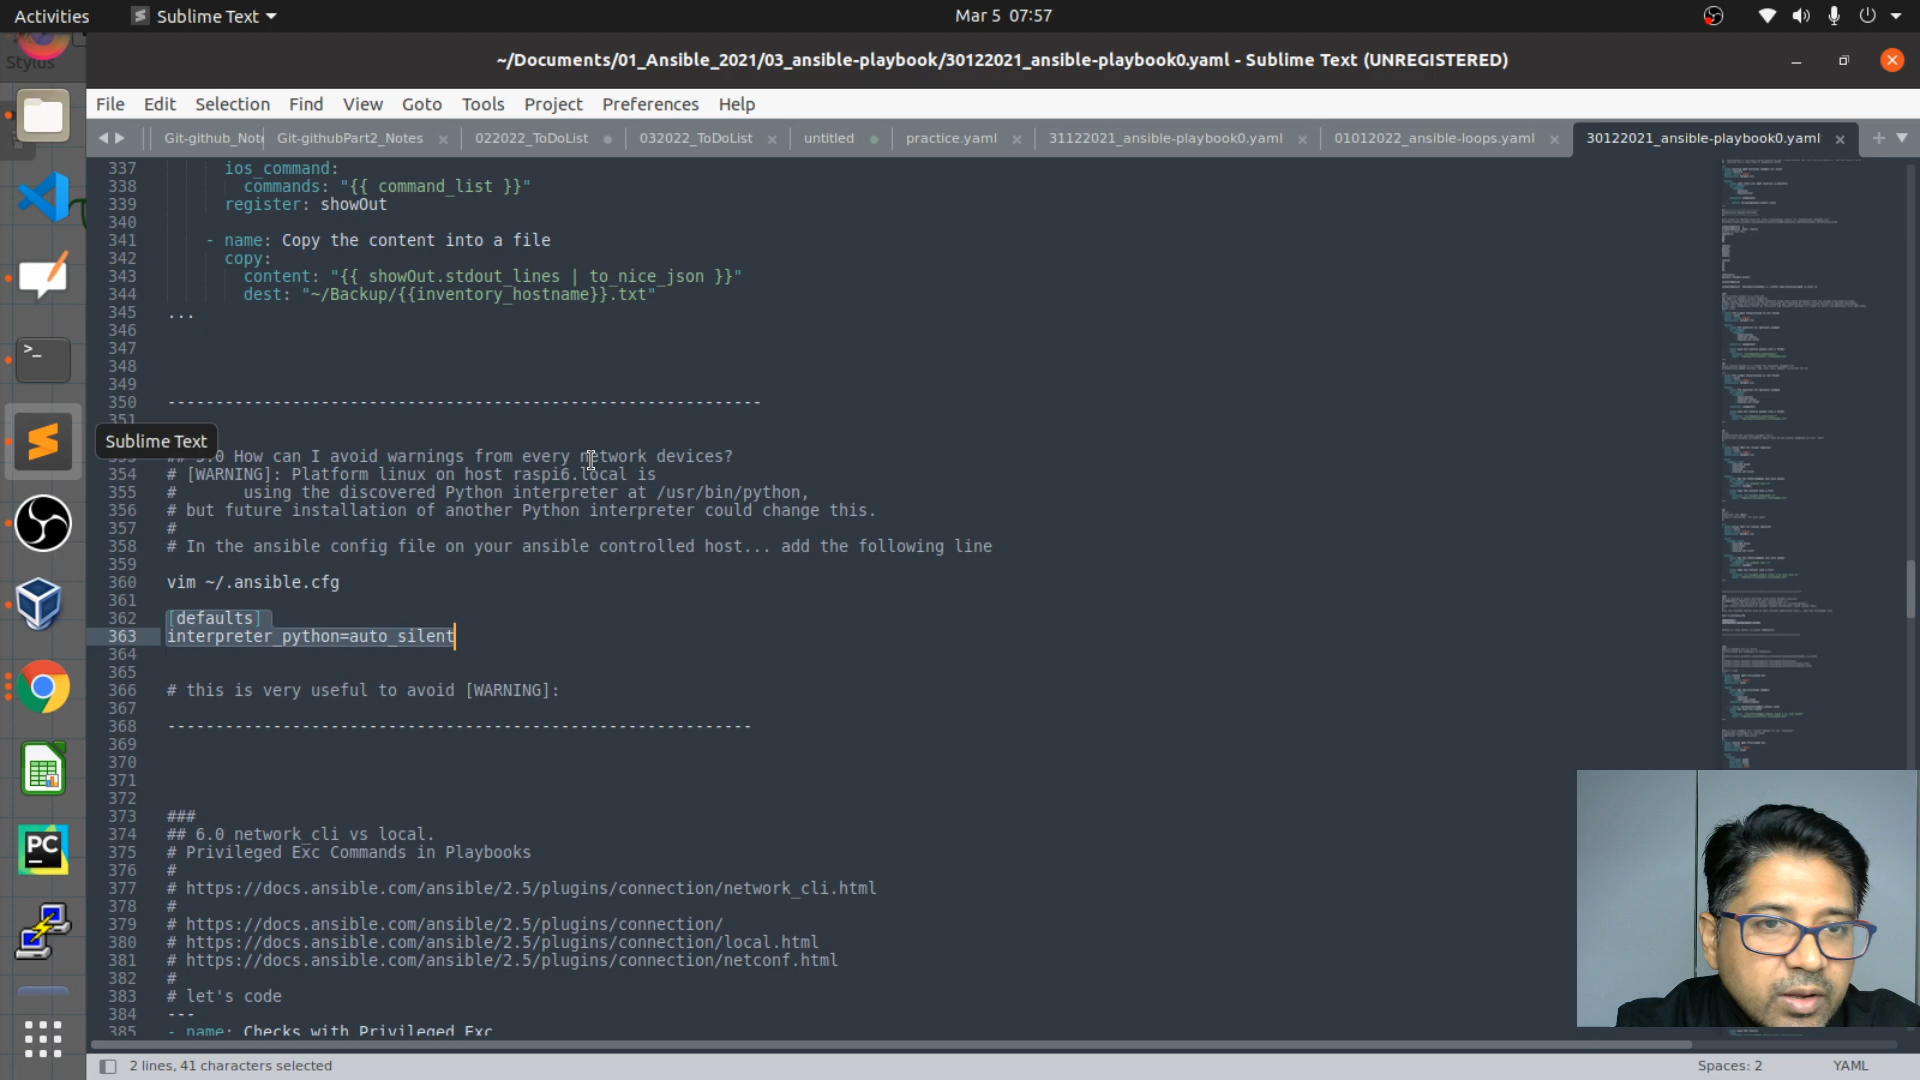 Activities
Sublime Text
Mar 5 07:57
Stylus
~/Documents/01_Ansible_2021/03_ansible-playbook/30122021_ansible-playbook0.yaml - Sublime Text (UNREGISTERED)
File Edit Selection Find View Goto Tools Project Preferences Help
Git-github_Note Git-githubPart2_Notes 022022_ToDoList 032022_ToDoList untitled practice.yaml 31122021_ansible-playbook0.yaml 01012022_ansible-loops.yaml 30122021_ansible-playbook0.yaml
337 ios_command:
338 commands: "{{ command_list }}"
339 register: showOut
340
341 - name: Copy the content into a file
342 copy:
343 content: "{{ showOut.stdout_lines | to_nice_json }}"
344 dest: "~/Backup/{{inventory_hostname}}.txt"
345 ...
346
347
348
349
350 --------------------------------------------------------------
351
Sublime Text
## 5.0 How can I avoid warnings from every network devices?
354 # [WARNING]: Platform linux on host raspi6.local is
355 # using the discovered Python interpreter at /usr/bin/python,
356 # but future installation of another Python interpreter could change this.
357 #
358 # In the ansible config file on your ansible controlled host... add the following line
359
360 vim ~/.ansible.cfg
361
362 [defaults]
363 interpreter_python=auto_silent
364
365
366 # this is very useful to avoid [WARNING]:
367
368 -------------------------------------------------------------
369
370
371
372
373 ###
374 ## 6.0 network_cli vs local.
375 # Privileged Exc Commands in Playbooks
376 #
377 # https://docs.ansible.com/ansible/2.5/plugins/connection/network_cli.html
378 #
379 # https://docs.ansible.com/ansible/2.5/plugins/connection/
380 # https://docs.ansible.com/ansible/2.5/plugins/connection/local.html
381 # https://docs.ansible.com/ansible/2.5/plugins/connection/netconf.html
382 #
383 # let's code
384 ---
385 - name: Checks with Privileged Exc
2 lines, 41 characters selected
Spaces: 2
YAML